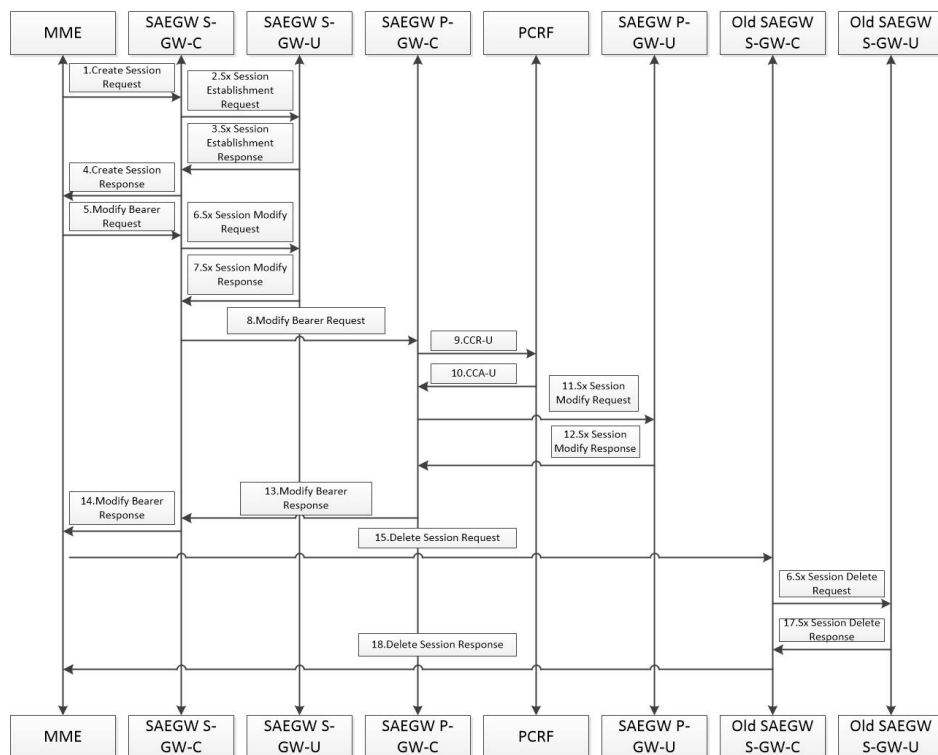 MME
SAEGW S-
GW-C
SAEGW S-
GW-U
SAEGW P-
GW-C
PCRF
SAEGW P-
GW-U
Old SAEGW
S-GW-C
Old SAEGW
S-GW-U
1.Create Session
Request
2.Sx Session
Establishment
Request
3.Sx Session
Establishment
Response
4.Create Session
Response
5.Modify Bearer
Request
6.Sx Session Modify
Request
7.Sx Session Modify
Response
8.Modify Bearer Request
9.CCR-U
10.CCA-U
11.Sx Session
Modify Request
12.Sx Session
Modify Response
13.Modify Bearer
Response
14.Modify Bearer
Response
15.Delete Session Request
6.Sx Session Delete
Request
17.Sx Session Delete
Response
18.Delete Session Response
MME
SAEGW S-
GW-C
SAEGW S-
GW-U
SAEGW P-
GW-C
PCRF
SAEGW P-
GW-U
Old SAEGW
S-GW-C
Old SAEGW
S-GW-U